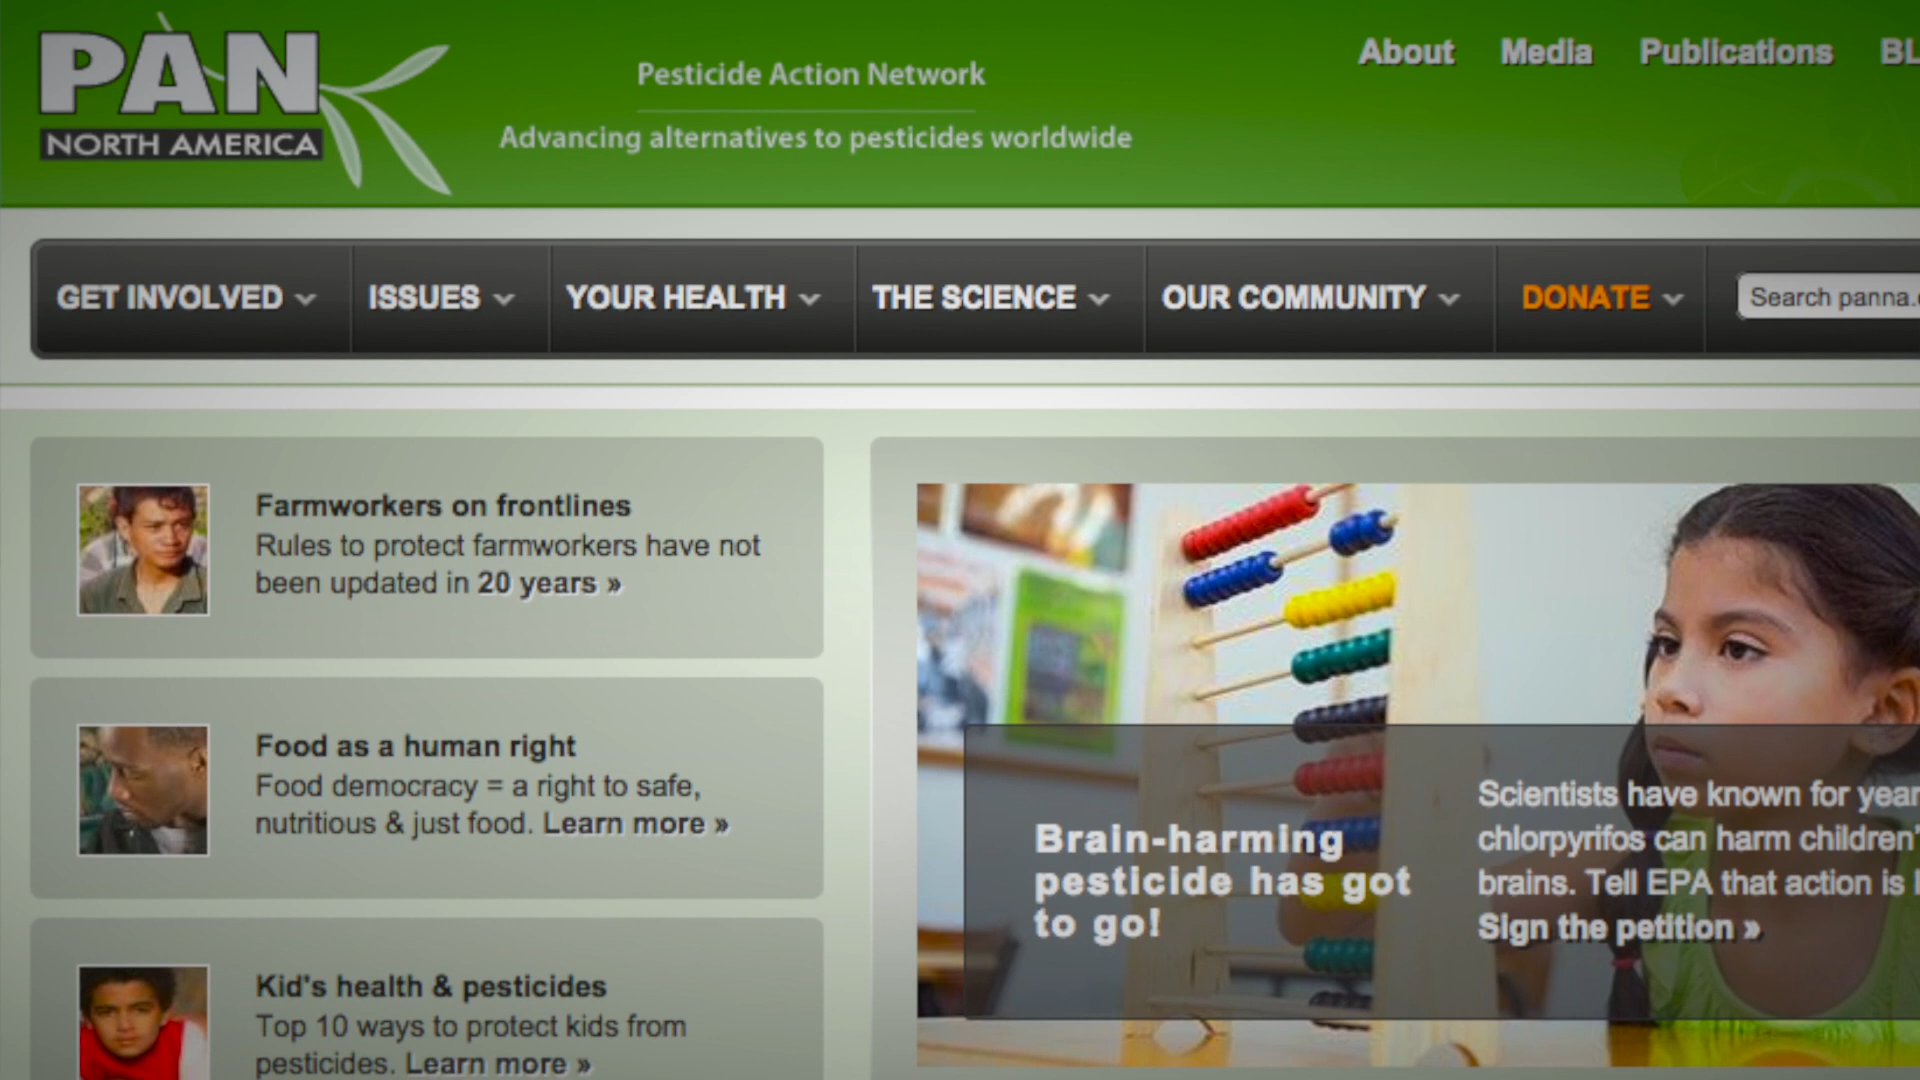 PAN
NORTH AMERICA
Pesticide Action Network
Advancing alternatives to pesticides worldwide
About Media Publications
GET INVOLVED ISSUES YOUR HEALTH THE SCIENCE OUR COMMUNITY DONATE Search panna.
Farmworkers on frontlines
Rules to protect farmworkers have not
been updated in 20 years »
Food as a human right
Food democracy = a right to safe,
nutritious & just food. Learn more »
Kid's health & pesticides
Top 10 ways to protect kids from
pesticides. Learn more »
Brain-harming
pesticide has got
to go!
Scientists have known for year
chlorpyrifos can harm children'
brains. Tell EPA that action is
Sign the petition »